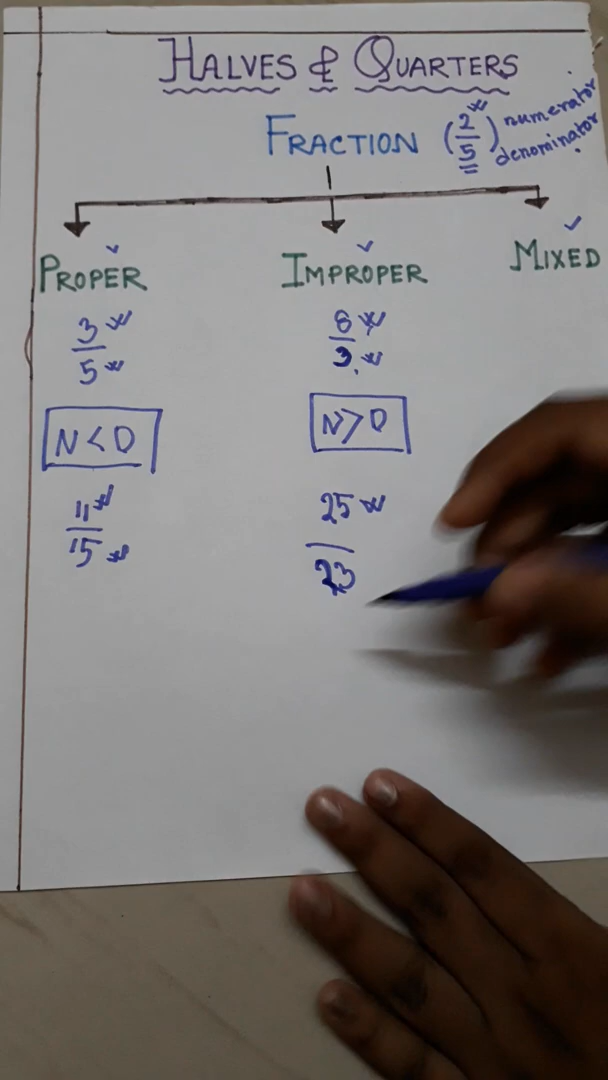 HALVES & QUARTERS
FRACTION (2/5) numerator
denominator
PROPER IMPROPER MIXED
3/5 8/3
N<D N>D
11/15 25/23